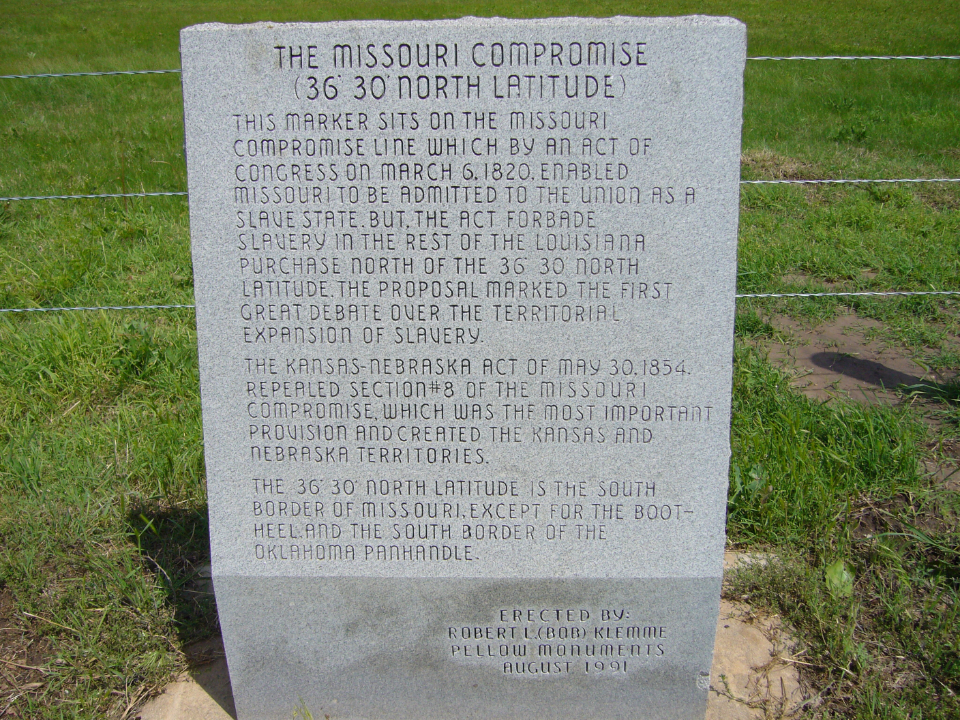 THE MISSOURI COMPROMISE
(36° 30' NORTH LATITUDE)
THIS MARKER SITS ON THE MISSOURI
COMPROMISE LINE WHICH BY AN ACT OF
CONGRESS ON MARCH 6, 1820, ENABLED
MISSOURI TO BE ADMITTED TO THE UNION AS A
SLAVE STATE. BUT, THE ACT FORBADE
SLAVERY IN THE REST OF THE LOUISIANA
PURCHASE NORTH OF THE 36° 30' NORTH
LATITUDE. THE PROPOSAL MARKED THE FIRST
GREAT DEBATE OVER THE TERRITORIAL
EXPANSION OF SLAVERY.
THE KANSAS-NEBRASKA ACT OF MAY 30, 1854,
REPEALED SECTION #8 OF THE MISSOURI
COMPROMISE, WHICH WAS THE MOST IMPORTANT
PROVISION AND CREATED THE KANSAS AND
NEBRASKA TERRITORIES.
THE 36° 30' NORTH LATITUDE IS THE SOUTH
BORDER OF MISSOURI, EXCEPT FOR THE BOOT-
HEEL, AND THE SOUTH BORDER OF THE
OKLAHOMA PANHANDLE.
ERECTED BY:
ROBERT L. (BOB) KLEMME
PELLOW MONUMENTS
AUGUST 1991